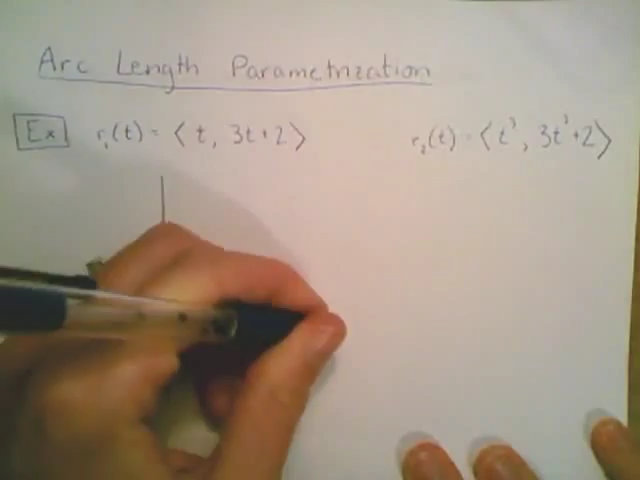 Arc Length Parametrization
Ex r₁(t) = ⟨t, 3t+2⟩ r₂(t) = ⟨t³, 3t³+2⟩